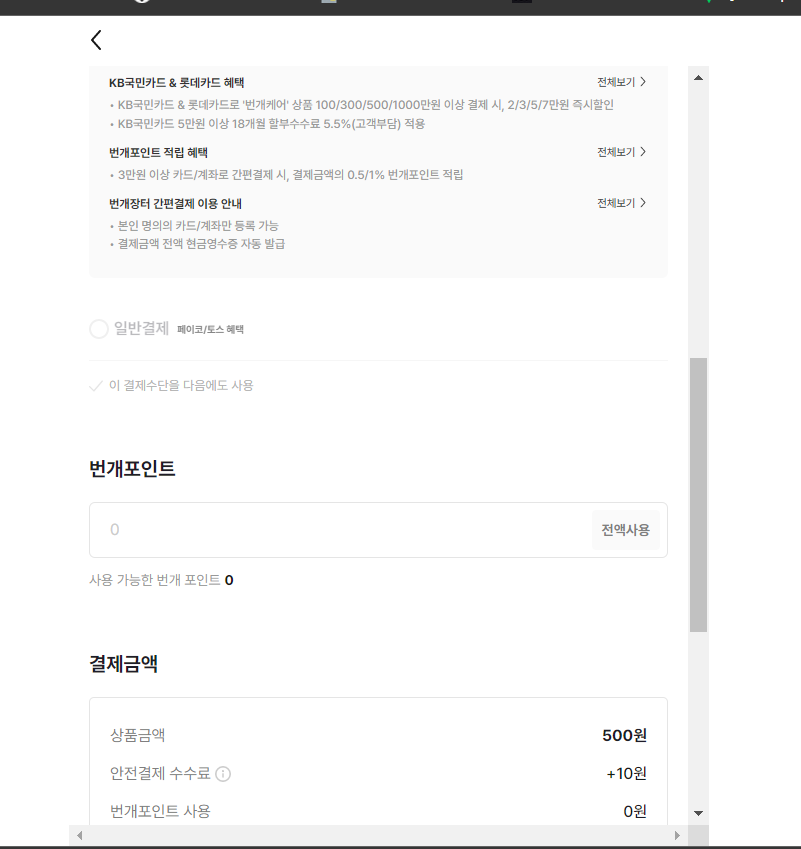 KB국민카드 & 롯데카드 혜택 전체보기
• KB국민카드 & 롯데카드로 '번개케어' 상품 100/300/500/1000만원 이상 결제 시, 2/3/5/7만원 즉시할인
• KB국민카드 5만원 이상 18개월 할부수수료 5.5%(고객부담) 적용
번개포인트 적립 혜택 전체보기
• 3만원 이상 카드/계좌로 간편결제 시, 결제금액의 0.5/1% 번개포인트 적립
번개장터 간편결제 이용 안내 전체보기
• 본인 명의의 카드/계좌만 등록 가능
• 결제금액 전액 현금영수증 자동 발급
일반결제 페이코/토스 혜택
이 결제수단을 다음에도 사용
번개포인트
0 전액사용
사용 가능한 번개 포인트 0
결제금액
상품금액 500원
안전결제 수수료 +10원
번개포인트 사용 0원